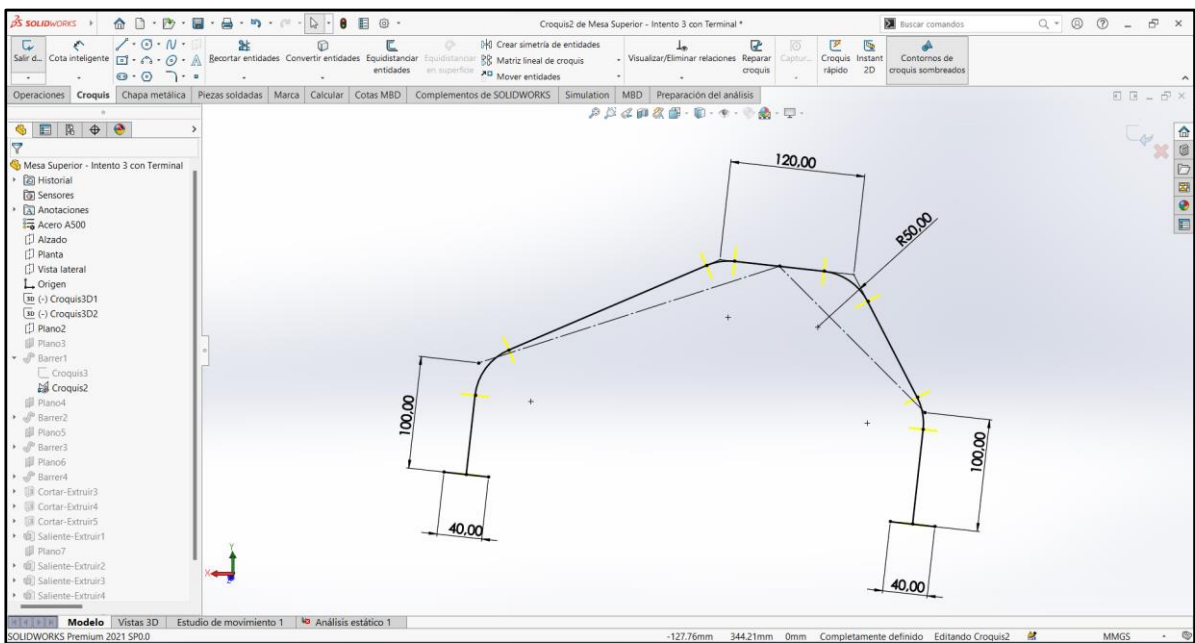 SOLIDWORKS
Croquis2 de Mesa Superior - Intento 3 con Terminal *
Buscar comandos
Salir d...
Cota inteligente
Recortar entidades
Convertir entidades
Equidistanciar entidades
Equidistanciar en superficie
Crear simetría de entidades
Matriz lineal de croquis
Mover entidades
Visualizar/Eliminar relaciones
Reparar croquis
Captur...
Croquis rápido
Instant 2D
Contornos de croquis sombreados
Operaciones Croquis Chapa metálica Piezas soldadas Marca Calcular Cotas MBD Complementos de SOLIDWORKS Simulation MBD Preparación del análisis
Mesa Superior - Intento 3 con Terminal
Historial
Sensores
Anotaciones
Acero A500
Alzado
Planta
Vista lateral
Origen
(-) Croquis3D1
(-) Croquis3D2
Plano2
Plano3
Barrer1
Croquis3
Croquis2
Plano4
Barrer2
Plano5
Barrer3
Plano6
Barrer4
Cortar-Extruir3
Cortar-Extruir4
Cortar-Extruir5
Saliente-Extruir1
Plano7
Saliente-Extruir2
Saliente-Extruir3
Saliente-Extruir4
120,00
R50,00
100,00
100,00
40,00
40,00
Y
X
Z
Modelo Vistas 3D Estudio de movimiento 1 Análisis estático 1
SOLIDWORKS Premium 2021 SP0.0
-127.76mm 344.21mm 0mm Completamente definido Editando Croquis2 MMGS